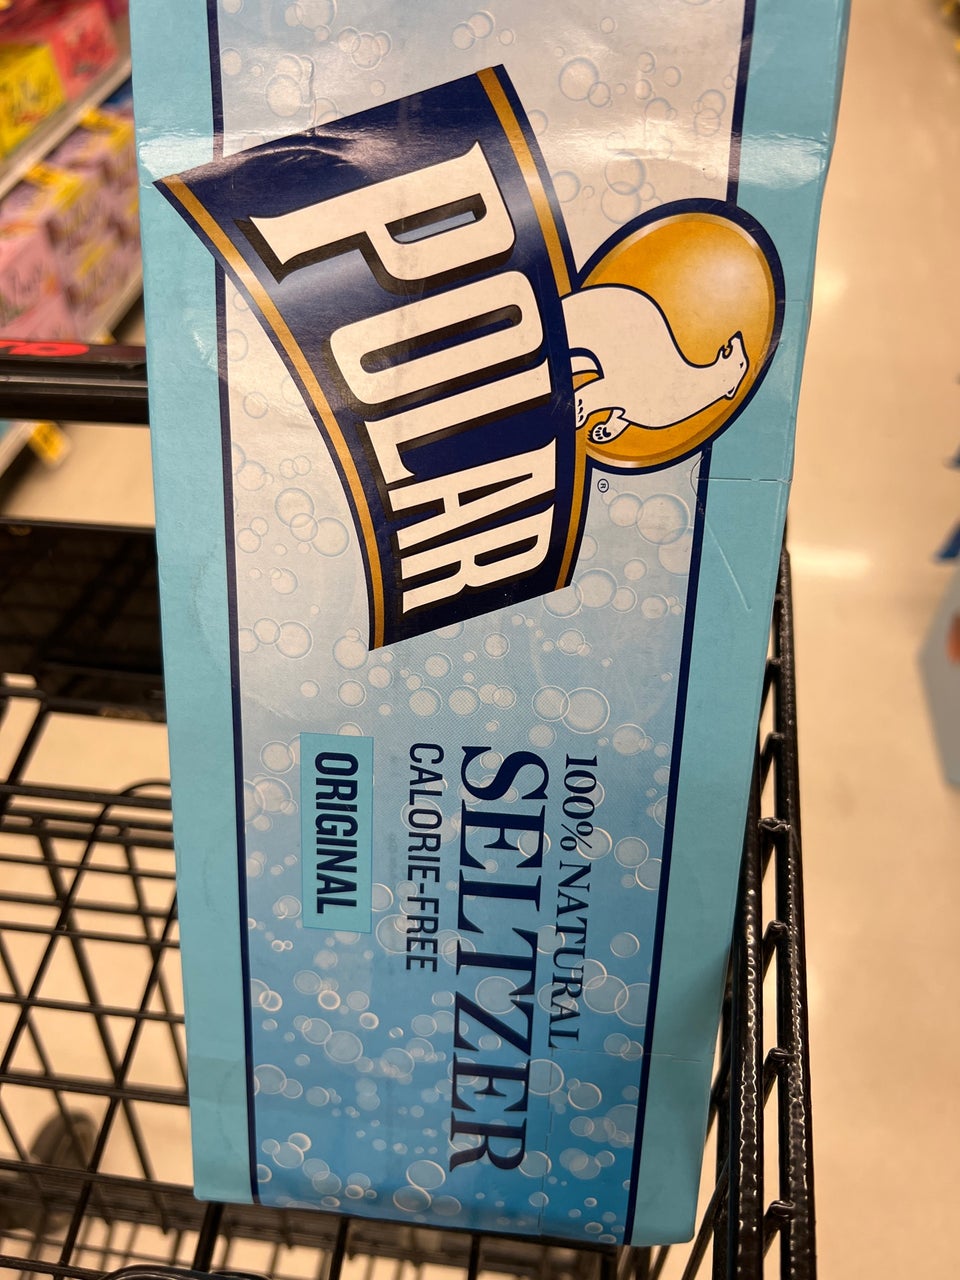 POLAR
®
100% NATURAL
SELTZER
CALORIE-FREE
ORIGINAL